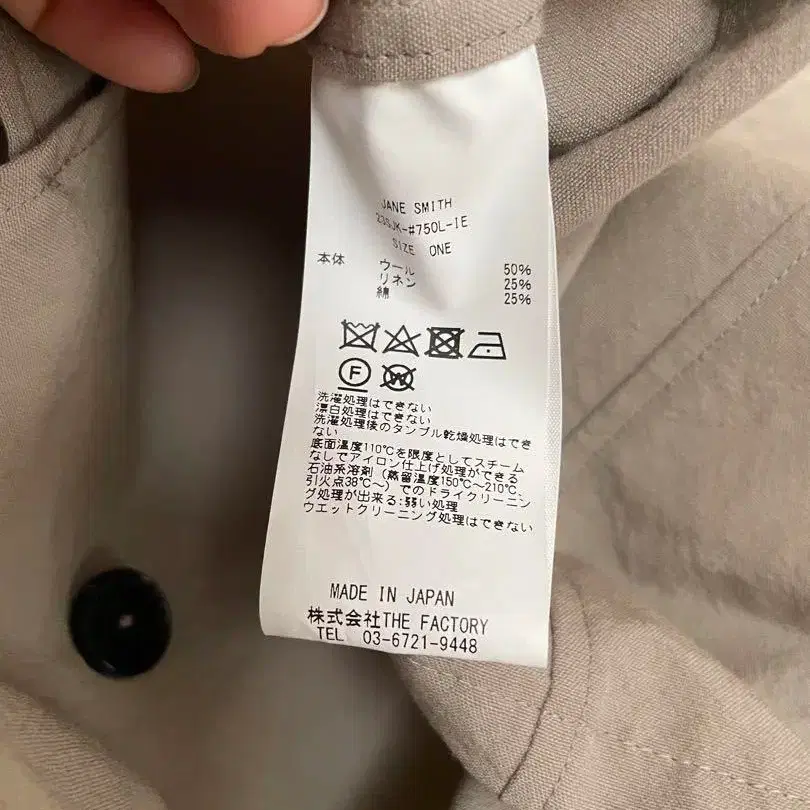 JANE SMITH
23SJK-#750L-IE
SIZE ONE
本体 ウール 50%
リネン 25%
綿 25%
F W
洗濯処理はできない
漂白処理はできない
洗濯処理後のタンブル乾燥処理はでき
ない
底面温度110℃を限度としてスチーム
なしでアイロン仕上げ処理ができる
石油系溶剤(蒸留温度150℃~210℃、
引火点38℃~)でのドライクリーニン
グ処理が出来る:弱い処理
ウエットクリーニング処理はできない
MADE IN JAPAN
株式会社THE FACTORY
TEL 03-6721-9448